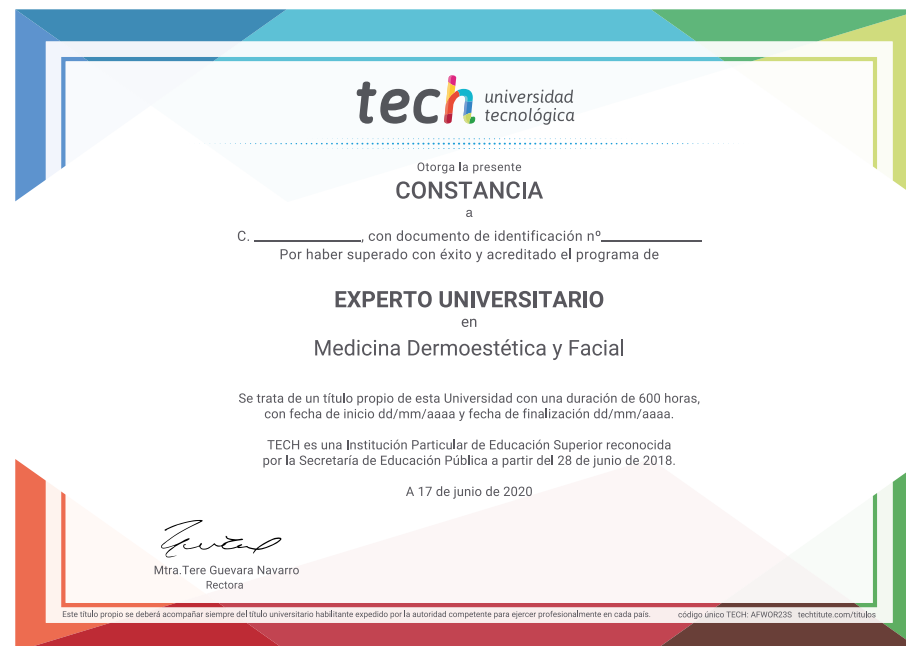 tech universidad
tecnológica
Otorga la presente
CONSTANCIA
a
C. ______________, con documento de identificación nº______________
Por haber superado con éxito y acreditado el programa de
EXPERTO UNIVERSITARIO
en
Medicina Dermoestética y Facial
Se trata de un título propio de esta Universidad con una duración de 600 horas,
con fecha de inicio dd/mm/aaaa y fecha de finalización dd/mm/aaaa.
TECH es una Institución Particular de Educación Superior reconocida
por la Secretaría de Educación Pública a partir del 28 de junio de 2018.
A 17 de junio de 2020
Mtra.Tere Guevara Navarro
Rectora
Este título propio se deberá acompañar siempre del título universitario habilitante expedido por la autoridad competente para ejercer profesionalmente en cada país. código único TECH: AFWOR23S techtitute.com/títulos